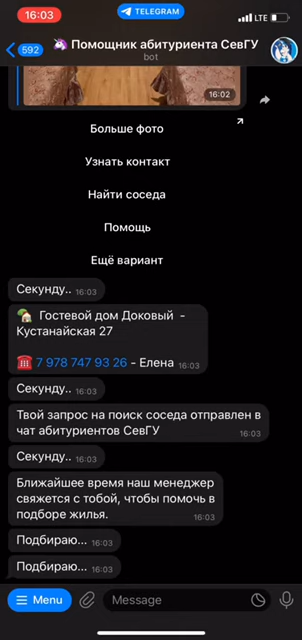 16:03
TELEGRAM
LTE
592
🦄 Помощник абитуриента СевГУ
bot
16:02
Больше фото
Узнать контакт
Найти соседа
Помощь
Ещё вариант
Секунду.. 16:03
🏡 Гостевой дом Доковый -
Кустанайская 27
☎️ 7 978 747 93 26 - Елена 16:03
Секунду.. 16:03
Твой запрос на поиск соседа отправлен в
чат абитуриентов СевГУ
16:03
Секунду.. 16:03
Ближайшее время наш менеджер
свяжется с тобой, чтобы помочь в
подборе жилья.
16:03
Подбираю... 16:03
Подбираю... 16:03
Menu
Message